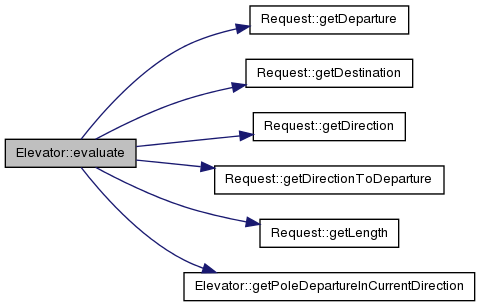 Request::getDeparture
Request::getDestination
Request::getDirection
Elevator::evaluate
Request::getDirectionToDeparture
Request::getLength
Elevator::getPoleDepartureInCurrentDirection